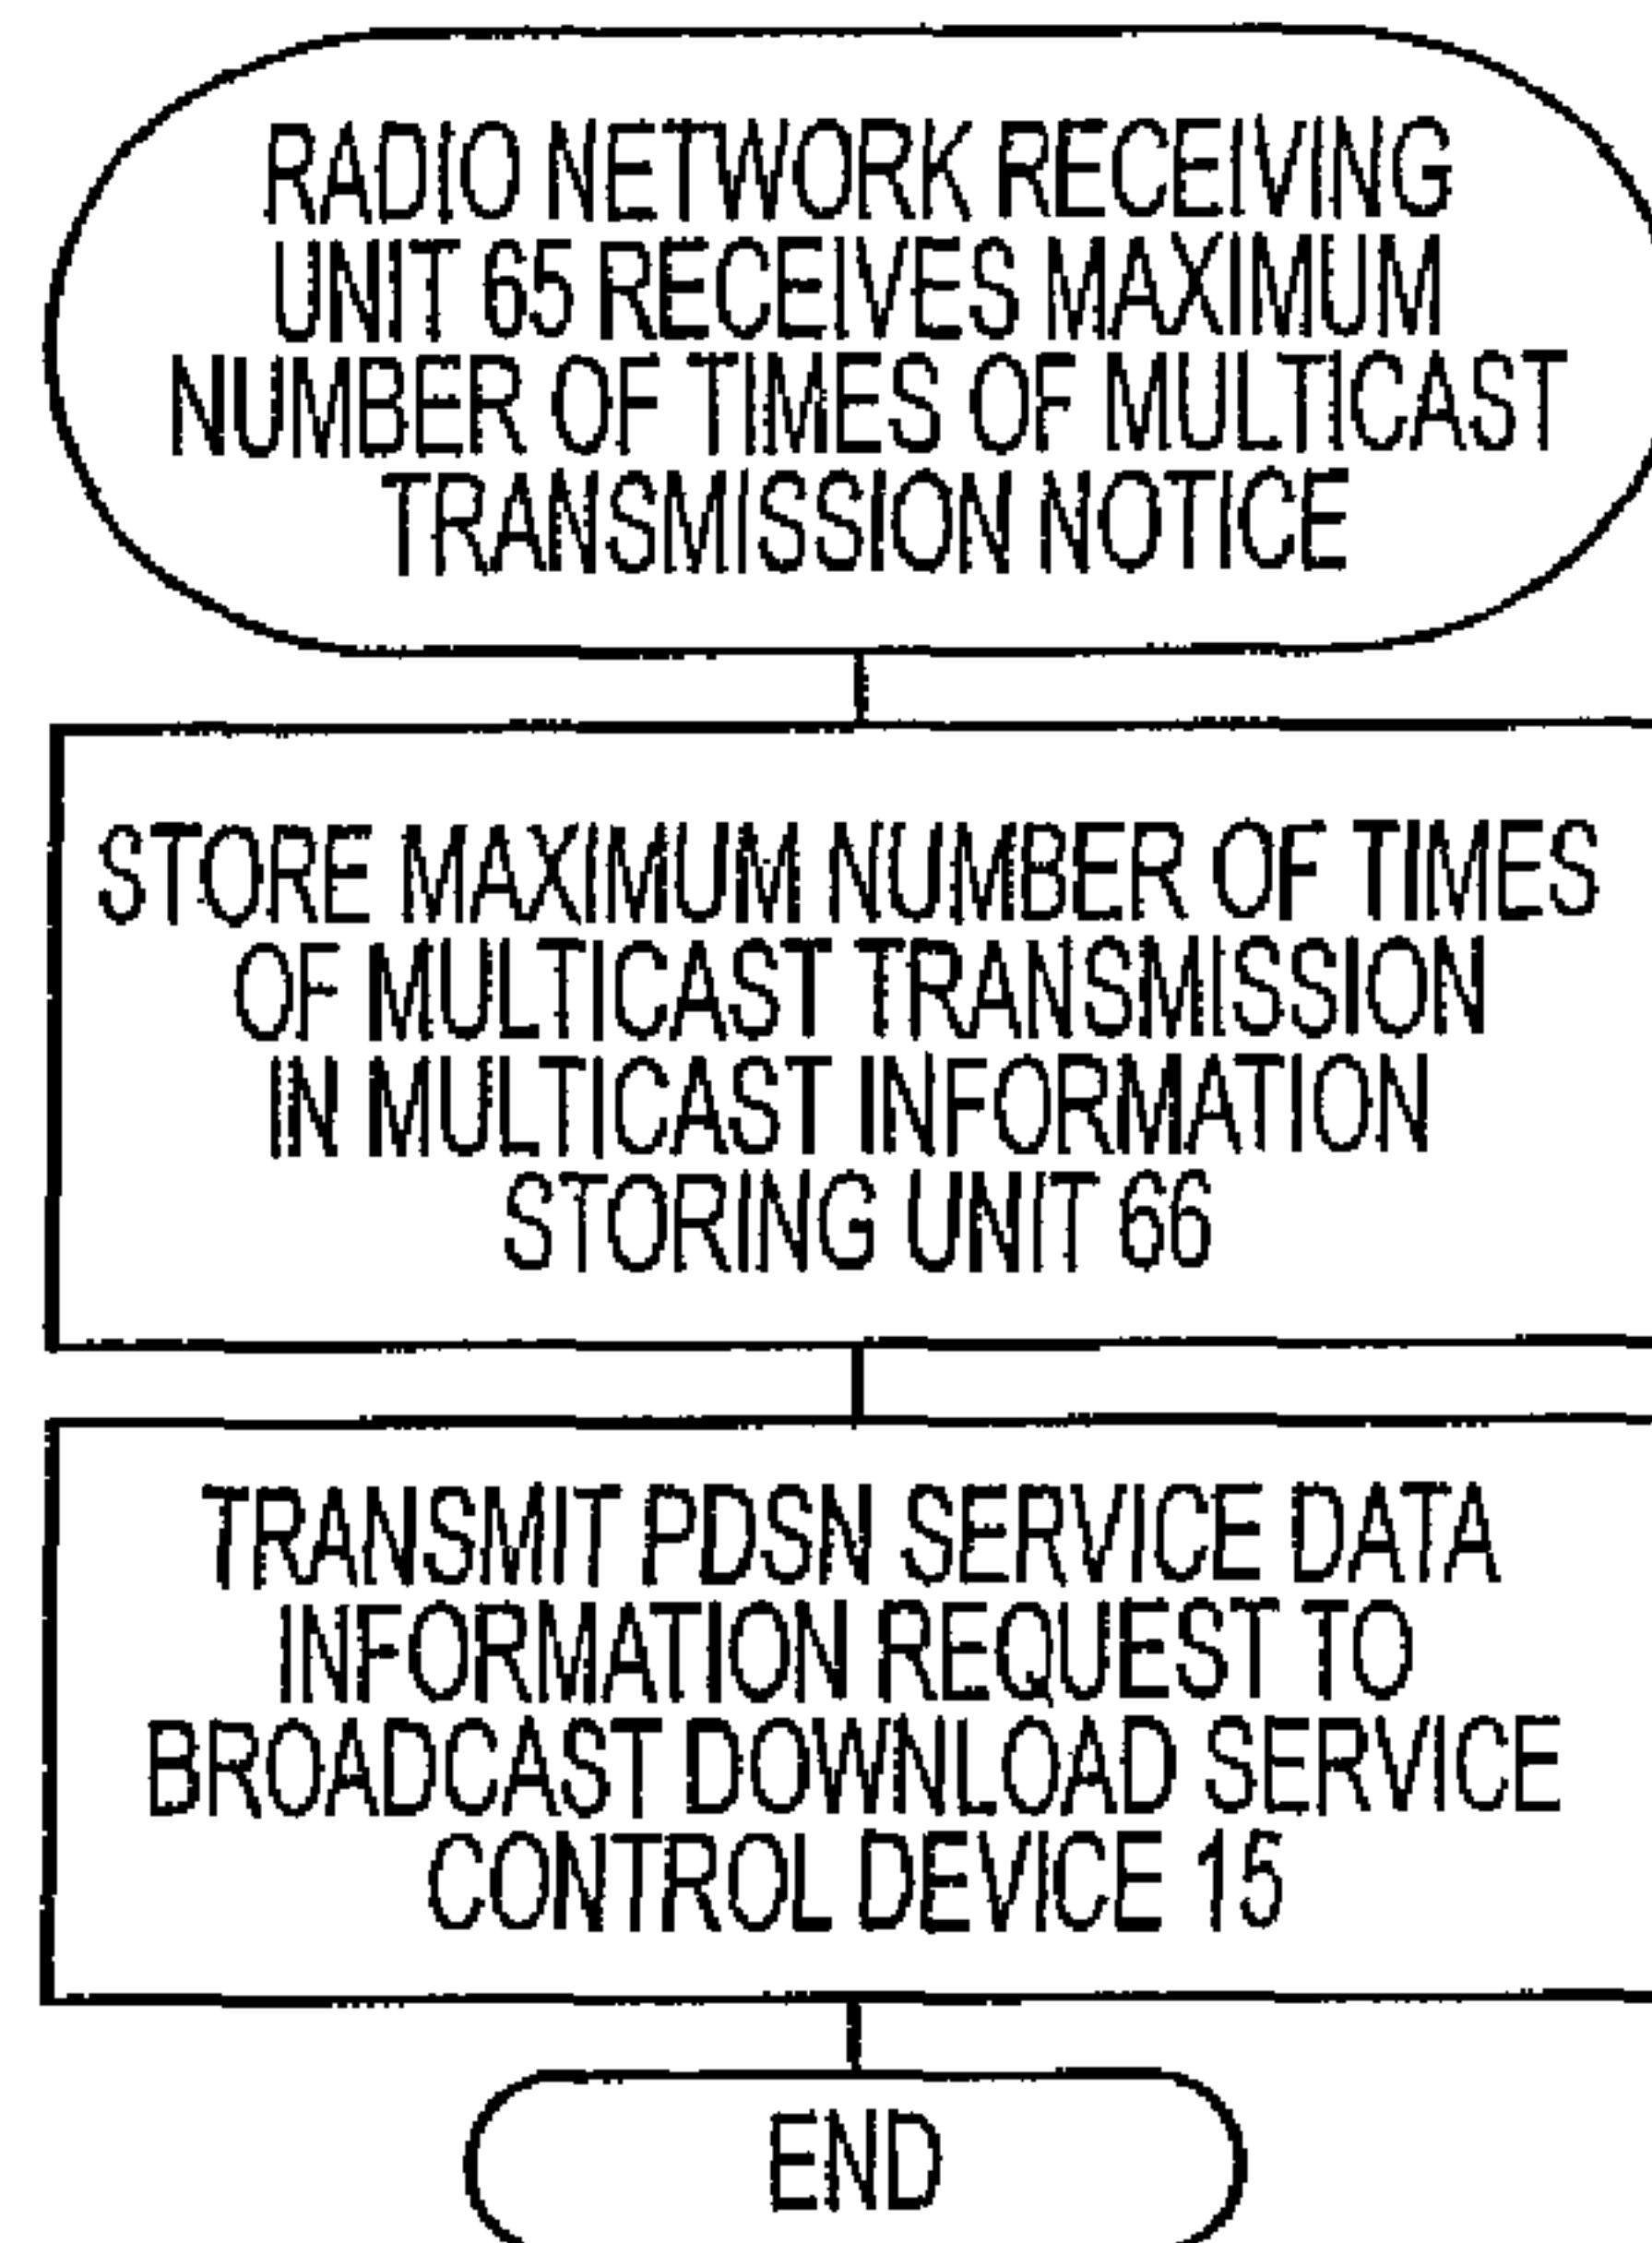 RADIO NETWORK RECEIVING
UNIT 65 RECEIVES MAXIMUM
NUMBER OF TIMES OF MULTICAST
TRANSMISSION NOTICE
STORE MAXIMUM NUMBER OF TIMES
OF MULTICAST TRANSMISSION
IN MULTICAST INFORMATION
STORING UNIT 66
TRANSMIT PDSN SERVICE DATA
INFORMATION REQUEST TO
BROADCAST DOWNLOAD SERVICE
CONTROL DEVICE 15
END